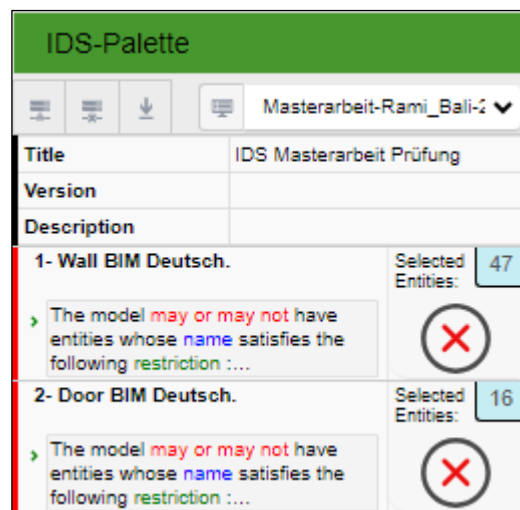 IDS-Palette
Masterarbeit-Rami_Bali-2
Title IDS Masterarbeit Prüfung
Version
Description
1- Wall BIM Deutsch.
Selected Entities: 47
The model may or may not have
entities whose name satisfies the
following restriction :...
2- Door BIM Deutsch.
Selected Entities: 16
The model may or may not have
entities whose name satisfies the
following restriction :...